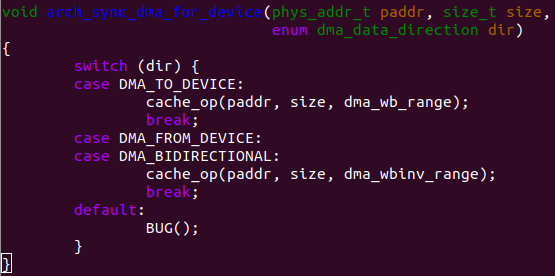 void arch_sync_dma_for_device(phys_addr_t paddr, size_t size,
enum dma_data_direction dir)
{
switch (dir) {
case DMA_TO_DEVICE:
cache_op(paddr, size, dma_wb_range);
break;
case DMA_FROM_DEVICE:
case DMA_BIDIRECTIONAL:
cache_op(paddr, size, dma_wbinv_range);
break;
default:
BUG();
}
}